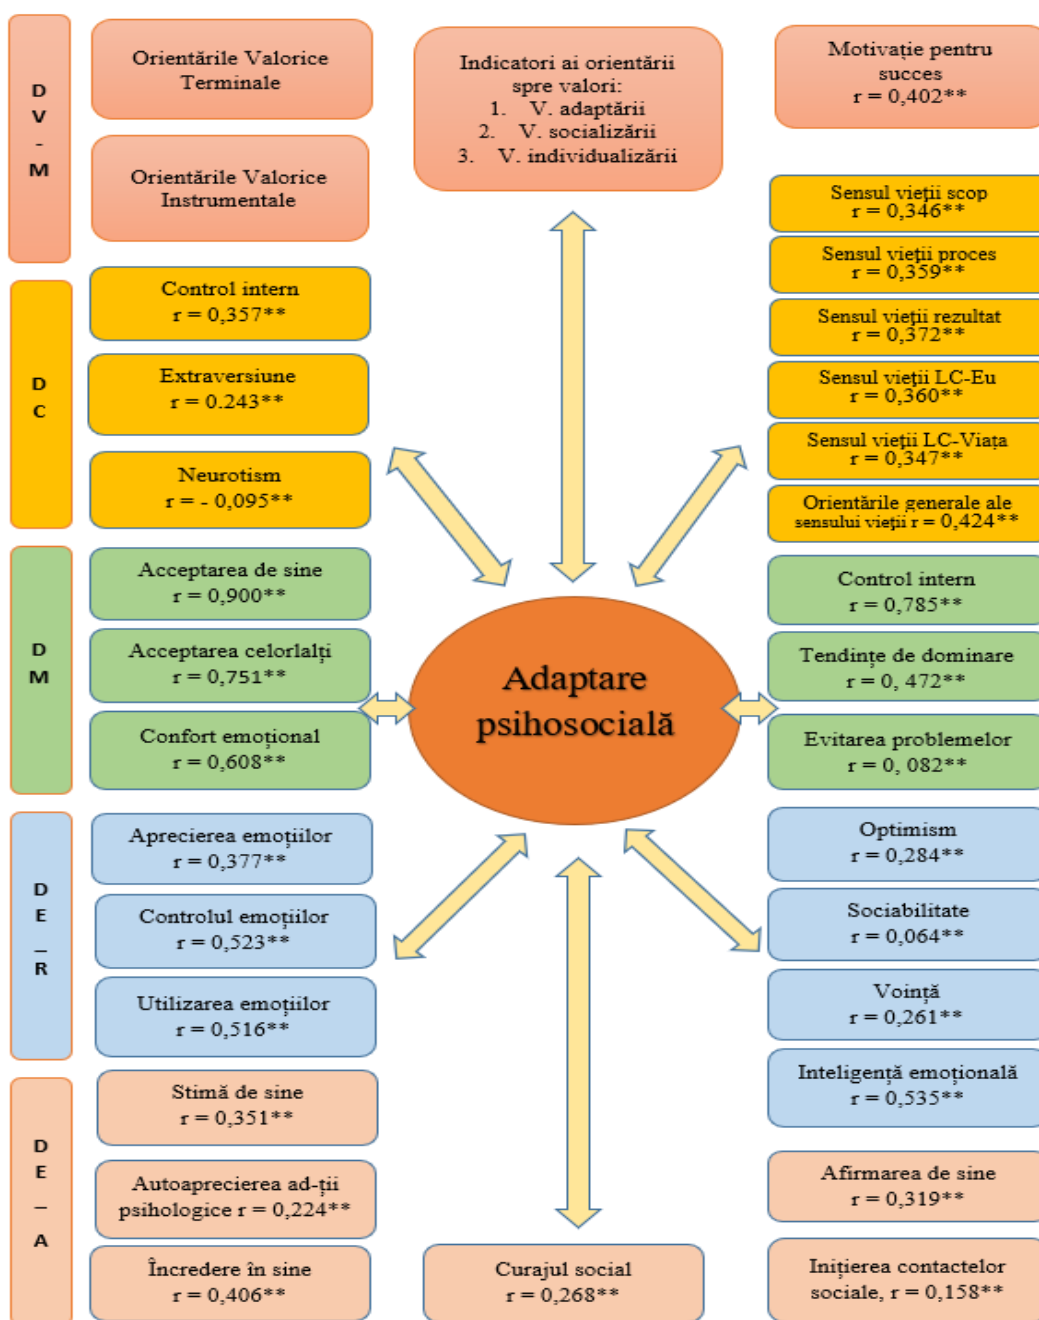 D
V
-
M
Orientările Valorice
Terminale
Orientările Valorice
Instrumentale
Indicatori ai orientării
spre valori:
1. V. adaptării
2. V. socializării
3. V. individualizării
Motivație pentru
succes
r = 0,402**
D
C
Control intern
r = 0,357**
Extraversiune
r = 0.243**
Neurotism
r = - 0,095**
Sensul vieţii scop
r = 0,346**
Sensul vieţii proces
r = 0,359**
Sensul vieţii rezultat
r = 0,372**
Sensul vieţii LC-Eu
r = 0,360**
Sensul vieţii LC-Viața
r = 0,347**
Orientările generale ale
sensului vieţii r = 0,424**
D
M
Acceptarea de sine
r = 0,900**
Acceptarea celorlalți
r = 0,751**
Confort emoțional
r = 0,608**
Adaptare
psihosocială
Control intern
r = 0,785**
Tendințe de dominare
r = 0, 472**
Evitarea problemelor
r = 0, 082**
D
E
_
R
Aprecierea emoțiilor
r = 0,377**
Controlul emoțiilor
r = 0,523**
Utilizarea emoțiilor
r = 0,516**
Optimism
r = 0,284**
Sociabilitate
r = 0,064**
Voință
r = 0,261**
Inteligență emoțională
r = 0,535**
D
E
_
A
Stimă de sine
r = 0,351**
Autoaprecierea ad-ții
psihologice r = 0,224**
Încredere în sine
r = 0,406**
Curajul social
r = 0,268**
Afirmarea de sine
r = 0,319**
Inițierea contactelor
sociale, r = 0,158**